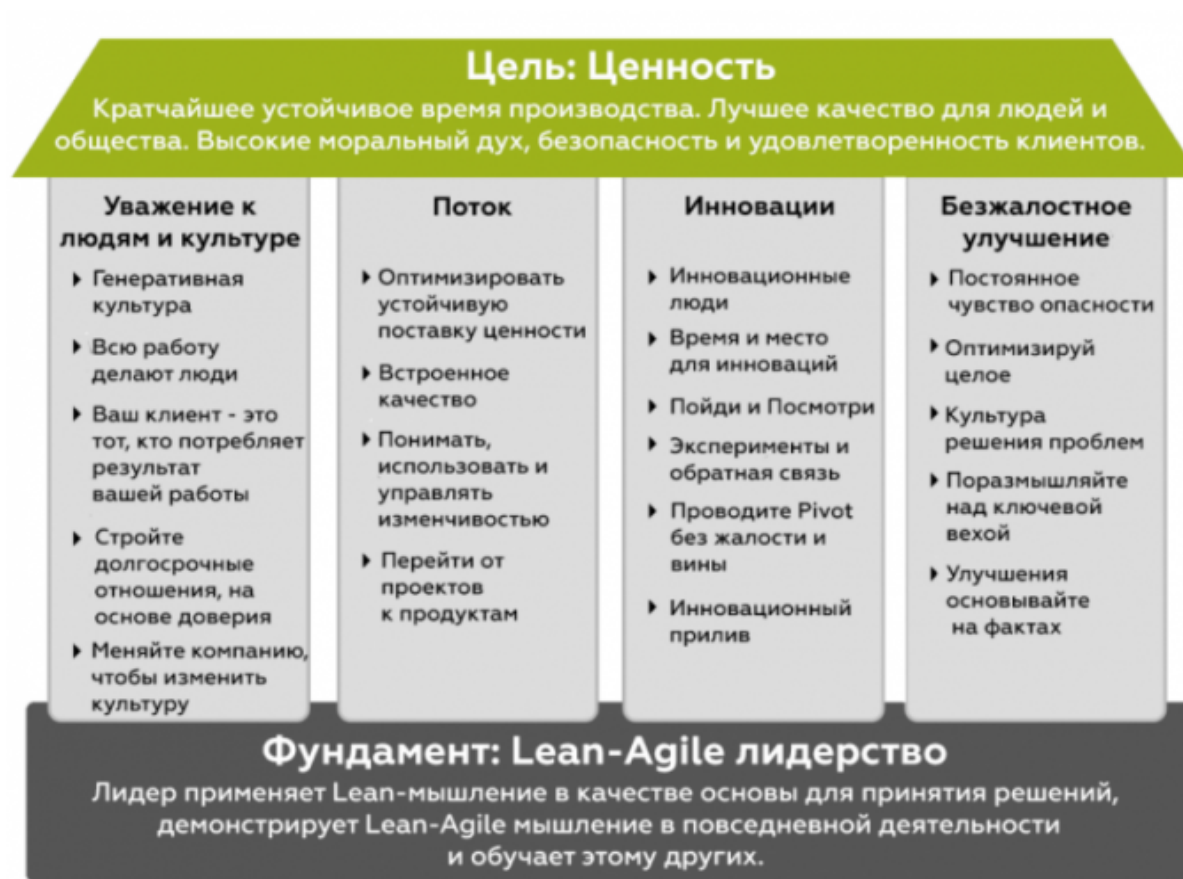 Цель: Ценность
Кратчайшее устойчивое время производства. Лучшее качество для людей и
общества. Высокие моральный дух, безопасность и удовлетворенность клиентов.
Уважение к
людям и культуре
Генеративная
культура
Всю работу
делают люди
Ваш клиент - это
тот, кто потребляет
результат
вашей работы
Стройте
долгосрочные
отношения, на
основе доверия
Меняйте компанию,
чтобы изменить
культуру
Поток
Оптимизировать
устойчивую
поставку ценности
Встроенное
качество
Понимать,
использовать и
управлять
изменчивостью
Перейти от
проектов
к продуктам
Инновации
Инновационные
люди
Время и место
для инноваций
Пойди и Посмотри
Эксперименты и
обратная связь
Проводите Pivot
без жалости и
вины
Инновационный
прилив
Безжалостное
улучшение
Постоянное
чувство опасности
Оптимизируй
целое
Культура
решения проблем
Поразмышляйте
над ключевой
вехой
Улучшения
основывайте
на фактах
Фундамент: Lean-Agile лидерство
Лидер применяет Lean-мышление в качестве основы для принятия решений,
демонстрирует Lean-Agile мышление в повседневной деятельности
и обучает этому других.